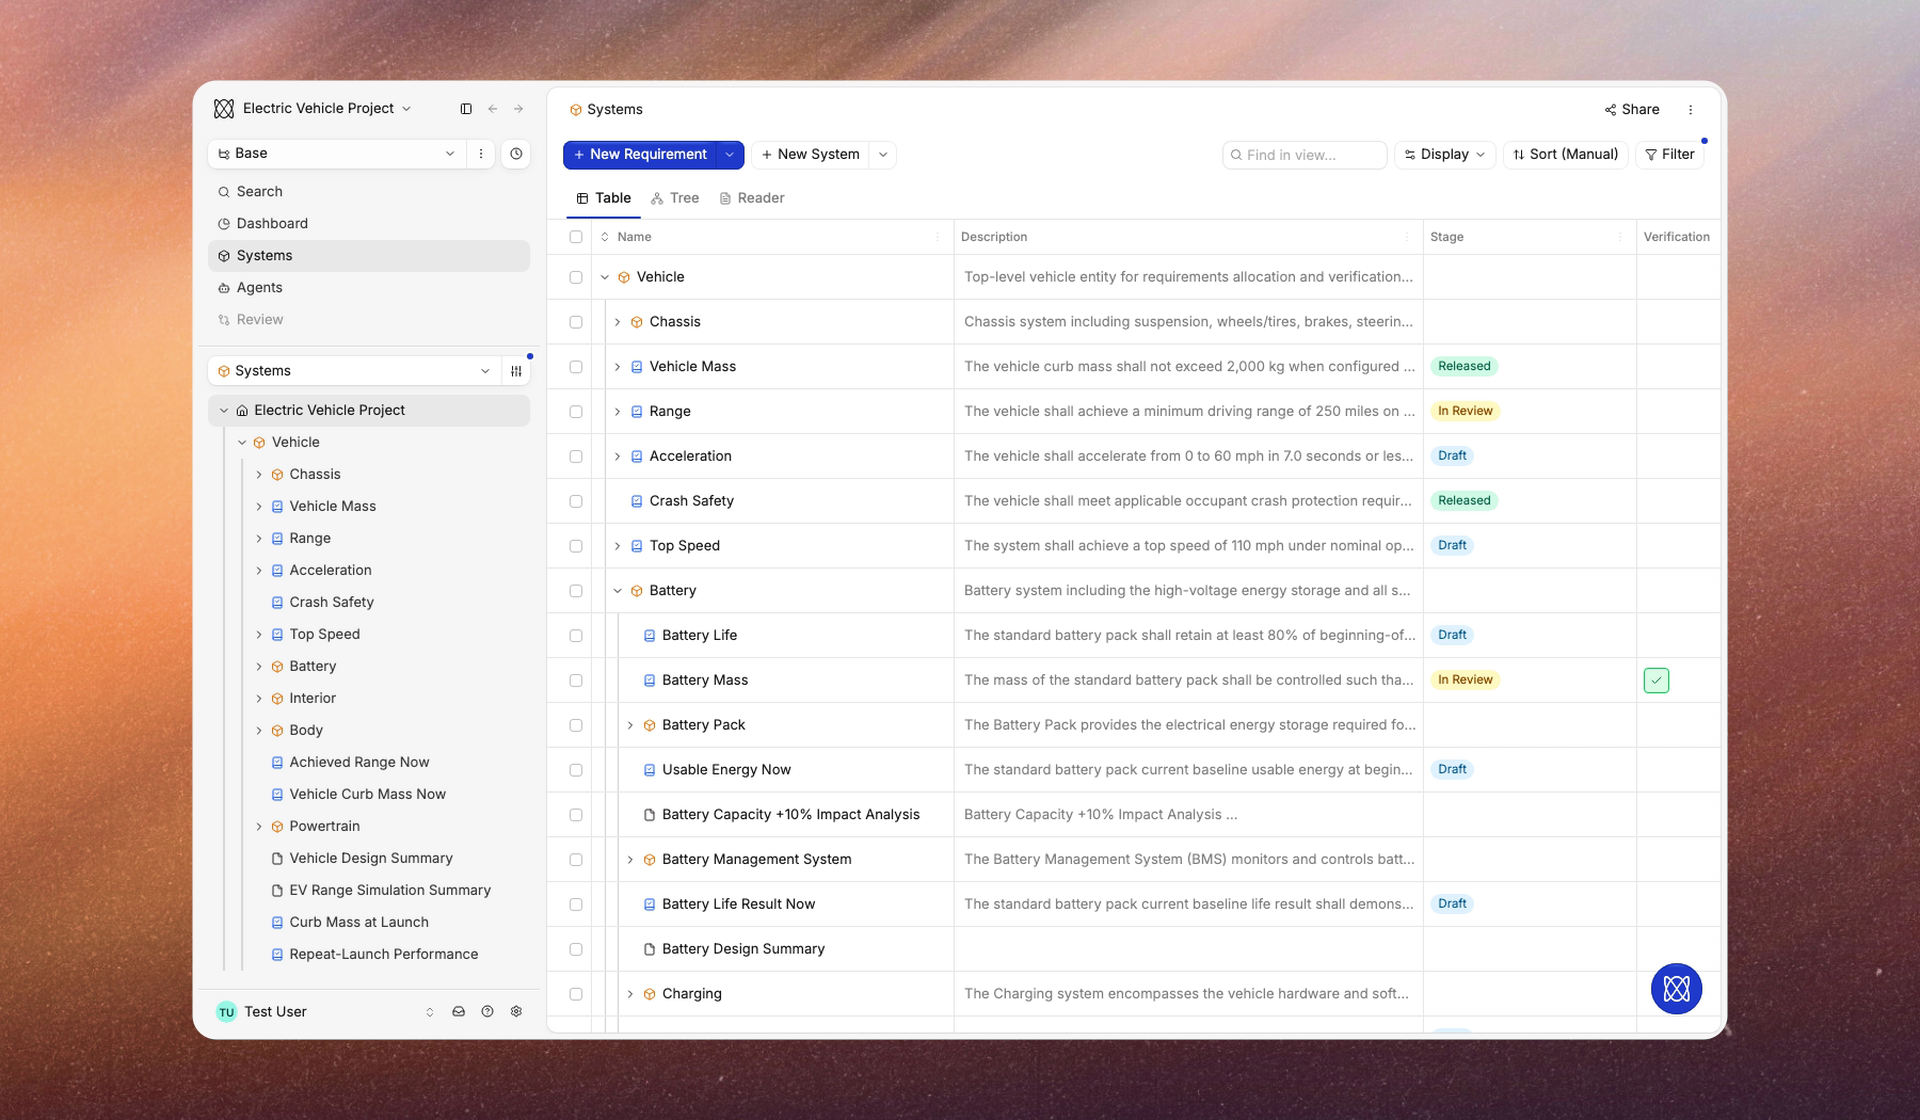 Electric Vehicle Project
Base
Search
Dashboard
Systems
Agents
Review
Systems
Electric Vehicle Project
Vehicle
Chassis
Vehicle Mass
Range
Acceleration
Crash Safety
Top Speed
Battery
Interior
Body
Achieved Range Now
Vehicle Curb Mass Now
Powertrain
Vehicle Design Summary
EV Range Simulation Summary
Curb Mass at Launch
Repeat-Launch Performance
TU Test User
Systems
Share
+ New Requirement
+ New System
Find in view...
Display
Sort (Manual)
Filter
Table Tree Reader
Name Description Stage Verification
Vehicle Top-level vehicle entity for requirements allocation and verification...
Chassis Chassis system including suspension, wheels/tires, brakes, steerin...
Vehicle Mass The vehicle curb mass shall not exceed 2,000 kg when configured ... Released
Range The vehicle shall achieve a minimum driving range of 250 miles on ... In Review
Acceleration The vehicle shall accelerate from 0 to 60 mph in 7.0 seconds or les... Draft
Crash Safety The vehicle shall meet applicable occupant crash protection requir... Released
Top Speed The system shall achieve a top speed of 110 mph under nominal op... Draft
Battery Battery system including the high-voltage energy storage and all s...
Battery Life The standard battery pack shall retain at least 80% of beginning-of... Draft
Battery Mass The mass of the standard battery pack shall be controlled such tha... In Review
Battery Pack The Battery Pack provides the electrical energy storage required fo...
Usable Energy Now The standard battery pack current baseline usable energy at begin... Draft
Battery Capacity +10% Impact Analysis Battery Capacity +10% Impact Analysis ...
Battery Management System The Battery Management System (BMS) monitors and controls batt...
Battery Life Result Now The standard battery pack current baseline life result shall demons... Draft
Battery Design Summary
Charging The Charging system encompasses the vehicle hardware and soft...